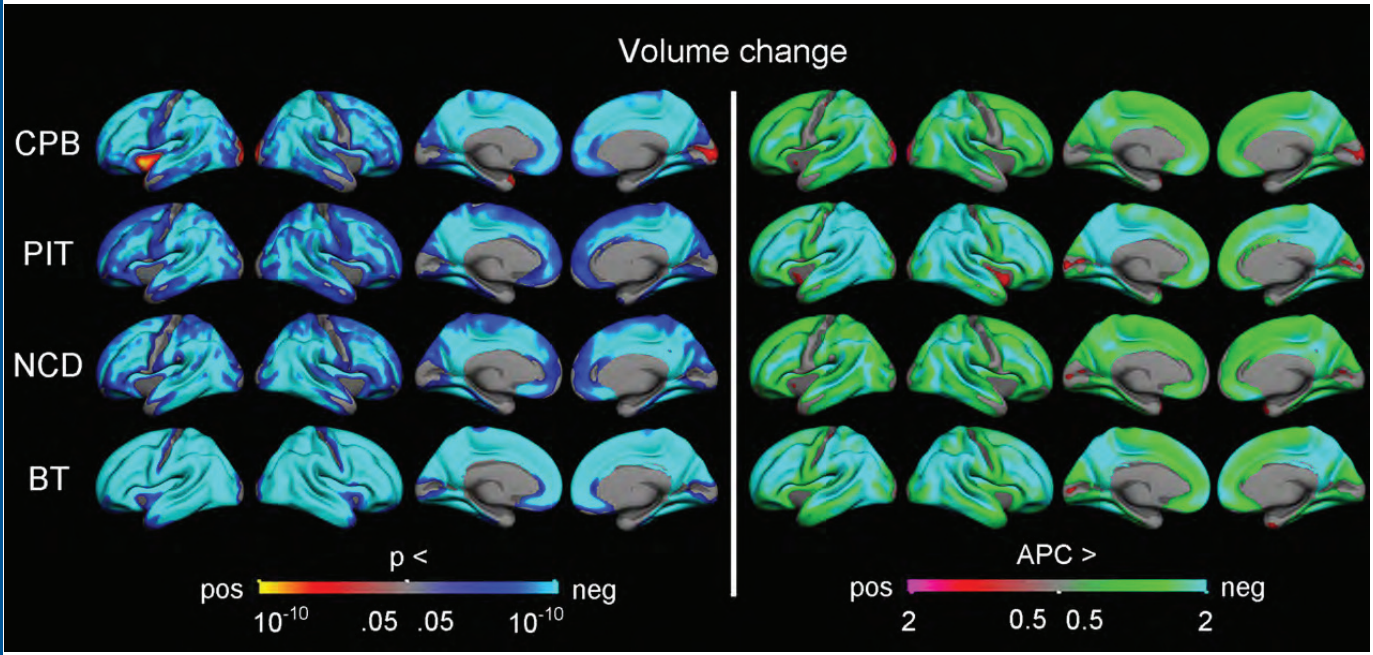 Volume change
CPB
PIT
NCD
BT
p <
pos neg
10-10 .05 .05 10-10
APC >
pos neg
2 0.5 0.5 2